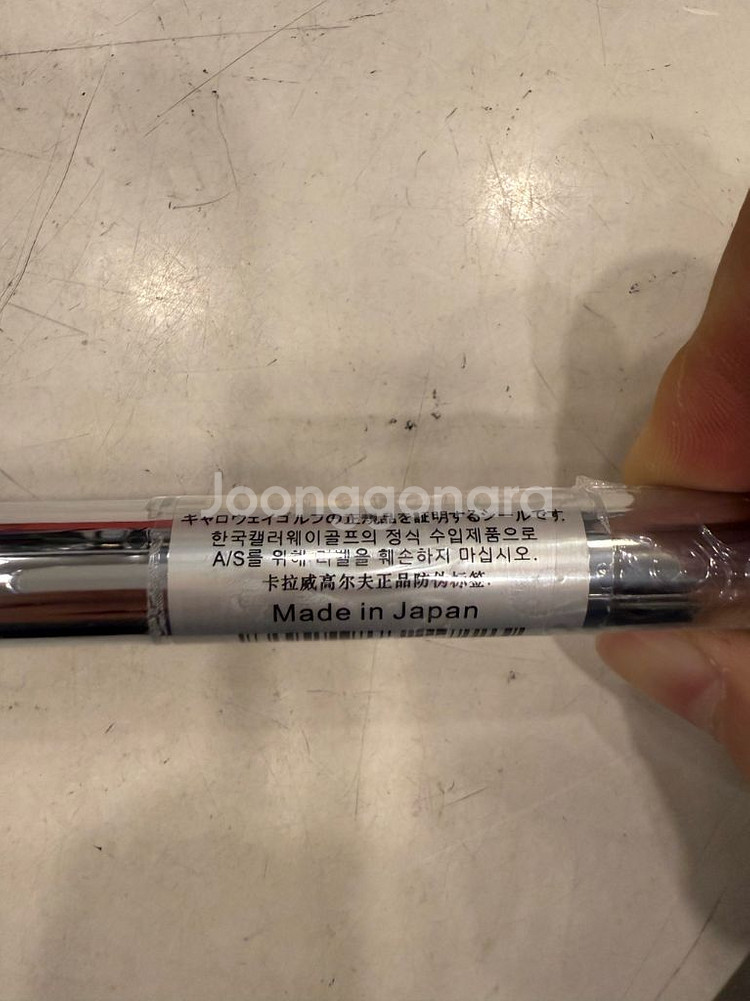 Joonggonara
キャロウェイゴルフの正規品を証明するシールです.
한국캘러웨이골프의 정식 수입제품으로
A/S를 위해 라벨을 훼손하지 마십시오.
卡拉威高尔夫正品防伪标签.
Made in Japan